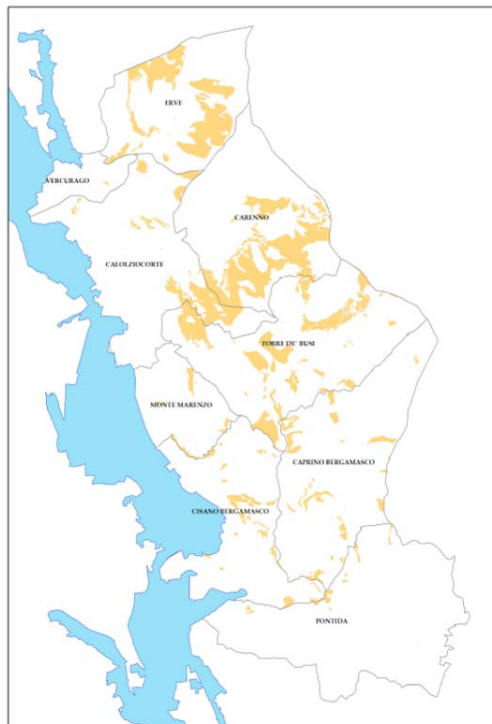 ERVE
VERCURAGO
CARENNO
CALOLZIOCORTE
TORRE DE' BUSI
MONTE MARENZO
CAPRINO BERGAMASCO
CISANO BERGAMASCO
PONTIDA